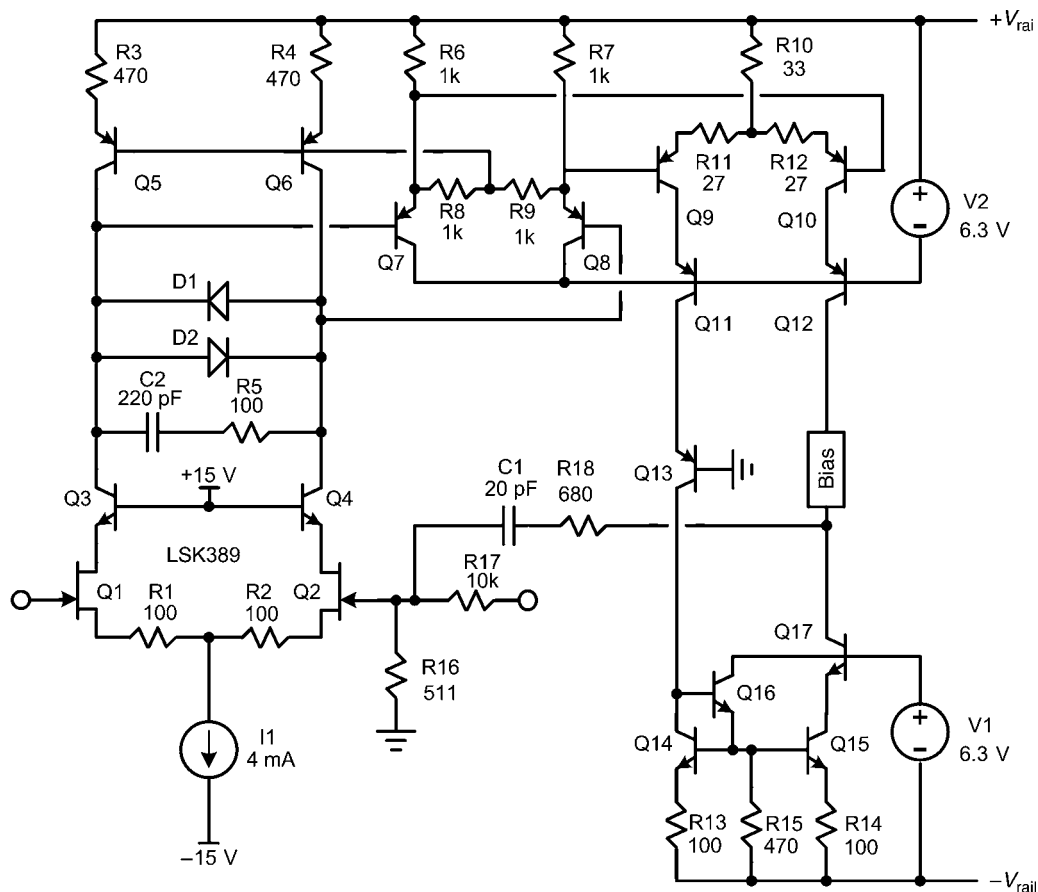 +Vrai
R3
470
R4
470
R6
1k
R7
1k
R10
33
R11
27
R12
27
Q5
Q6
R8
1k
R9
1k
Q7
Q8
Q9
Q10
V2
6.3 V
D1
D2
Q11
Q12
C2
220 pF
R5
100
+15 V
Q3
Q4
C1
20 pF
R18
680
Q13
Bias
LSK389
Q1
R1
100
R2
100
Q2
R17
10k
R16
511
Q17
Q16
I1
4 mA
Q14
Q15
V1
6.3 V
R13
100
R15
470
R14
100
–15 V
−Vrail